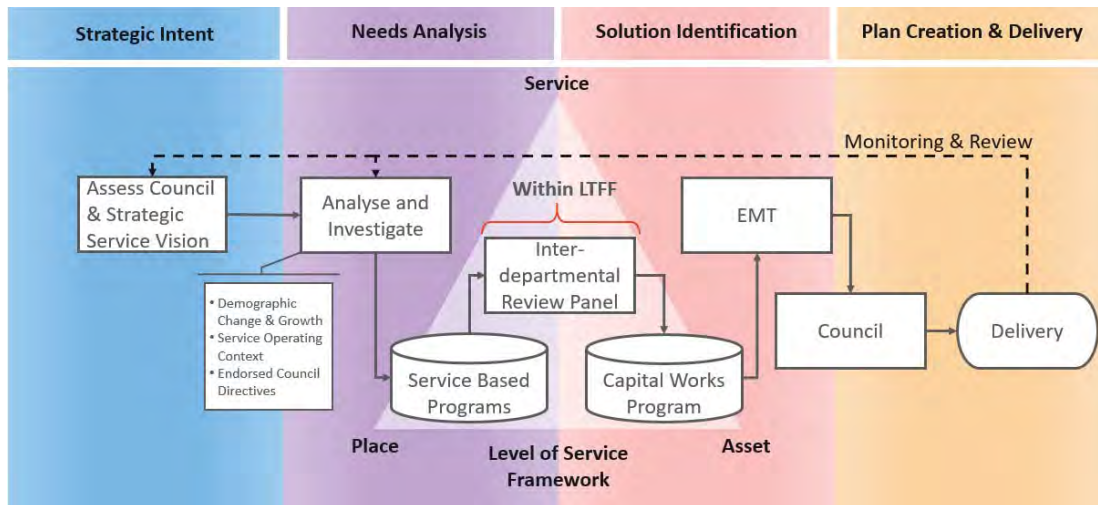 Strategic Intent
Needs Analysis
Solution Identification
Plan Creation & Delivery
Service
Monitoring & Review
Assess Council
& Strategic
Service Vision
Analyse and
Investigate
Within LTFF
EMT
Inter-
departmental
Review Panel
• Demographic
Change & Growth
• Service Operating
Context
• Endorsed Council
Directives
Council
Delivery
Service Based
Programs
Capital Works
Program
Place
Level of Service
Framework
Asset